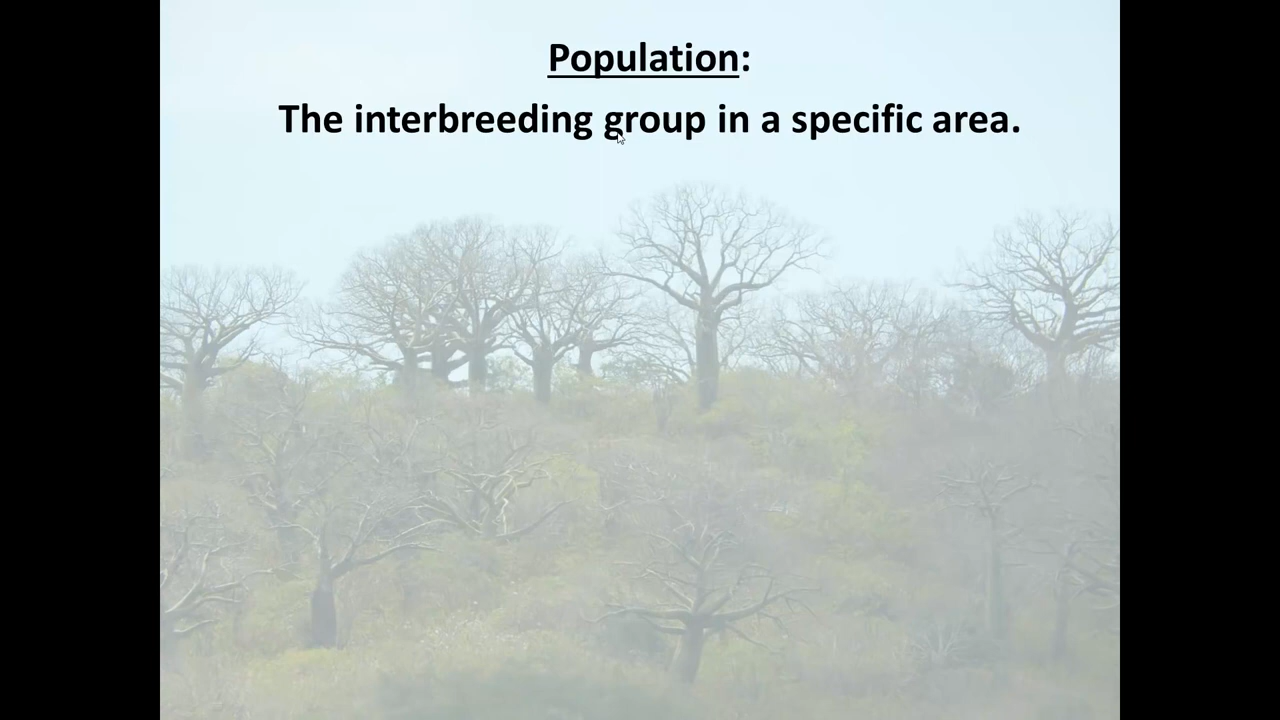 Population:
The interbreeding group in a specific area.